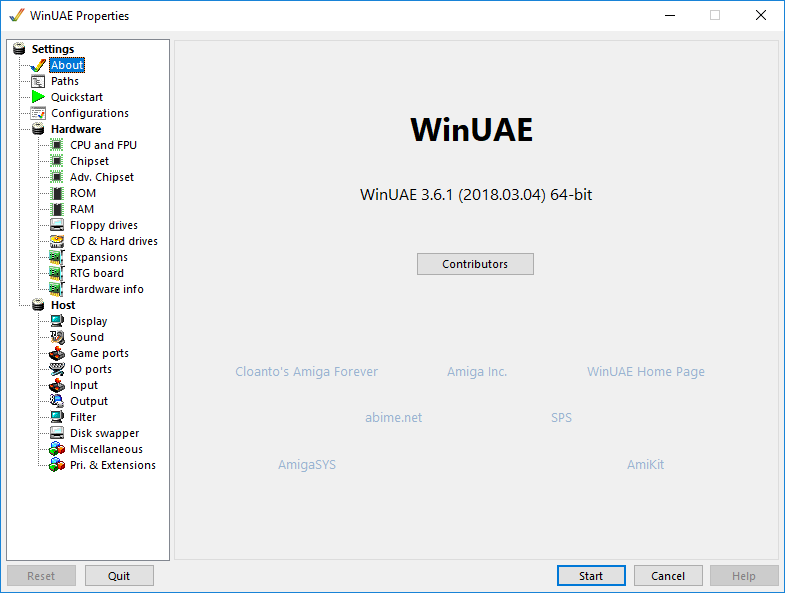 WinUAE Properties
Settings
About
Paths
Quickstart
Configurations
Hardware
CPU and FPU
Chipset
Adv. Chipset
ROM
RAM
Floppy drives
CD & Hard drives
Expansions
RTG board
Hardware info
Host
Display
Sound
Game ports
IO ports
Input
Output
Filter
Disk swapper
Miscellaneous
Pri. & Extensions
WinUAE
WinUAE 3.6.1 (2018.03.04) 64-bit
Contributors
Cloanto's Amiga Forever Amiga Inc. WinUAE Home Page
abime.net SPS
AmigaSYS AmiKit
Reset Quit Start Cancel Help